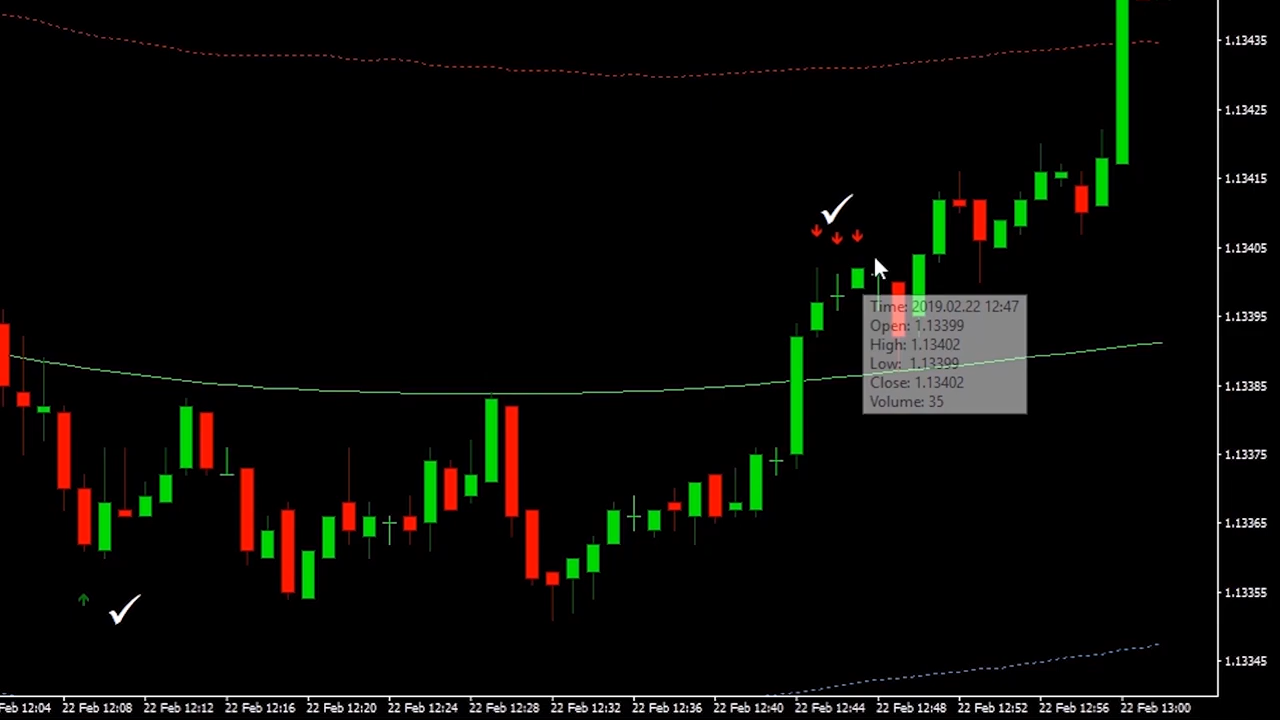 1.13435
1.13425
1.13415
1.13405
1.13395
1.13385
1.13375
1.13365
1.13355
1.13345
Time: 2019.02.22 12:47
Open: 1.13399
High: 1.13402
Low: 1.13399
Close: 1.13402
Volume: 35
Feb 12:04 22 Feb 12:08 22 Feb 12:12 22 Feb 12:16 22 Feb 12:20 22 Feb 12:24 22 Feb 12:28 22 Feb 12:32 22 Feb 12:36 22 Feb 12:40 22 Feb 12:44 22 Feb 12:48 22 Feb 12:52 22 Feb 12:56 22 Feb 13:00